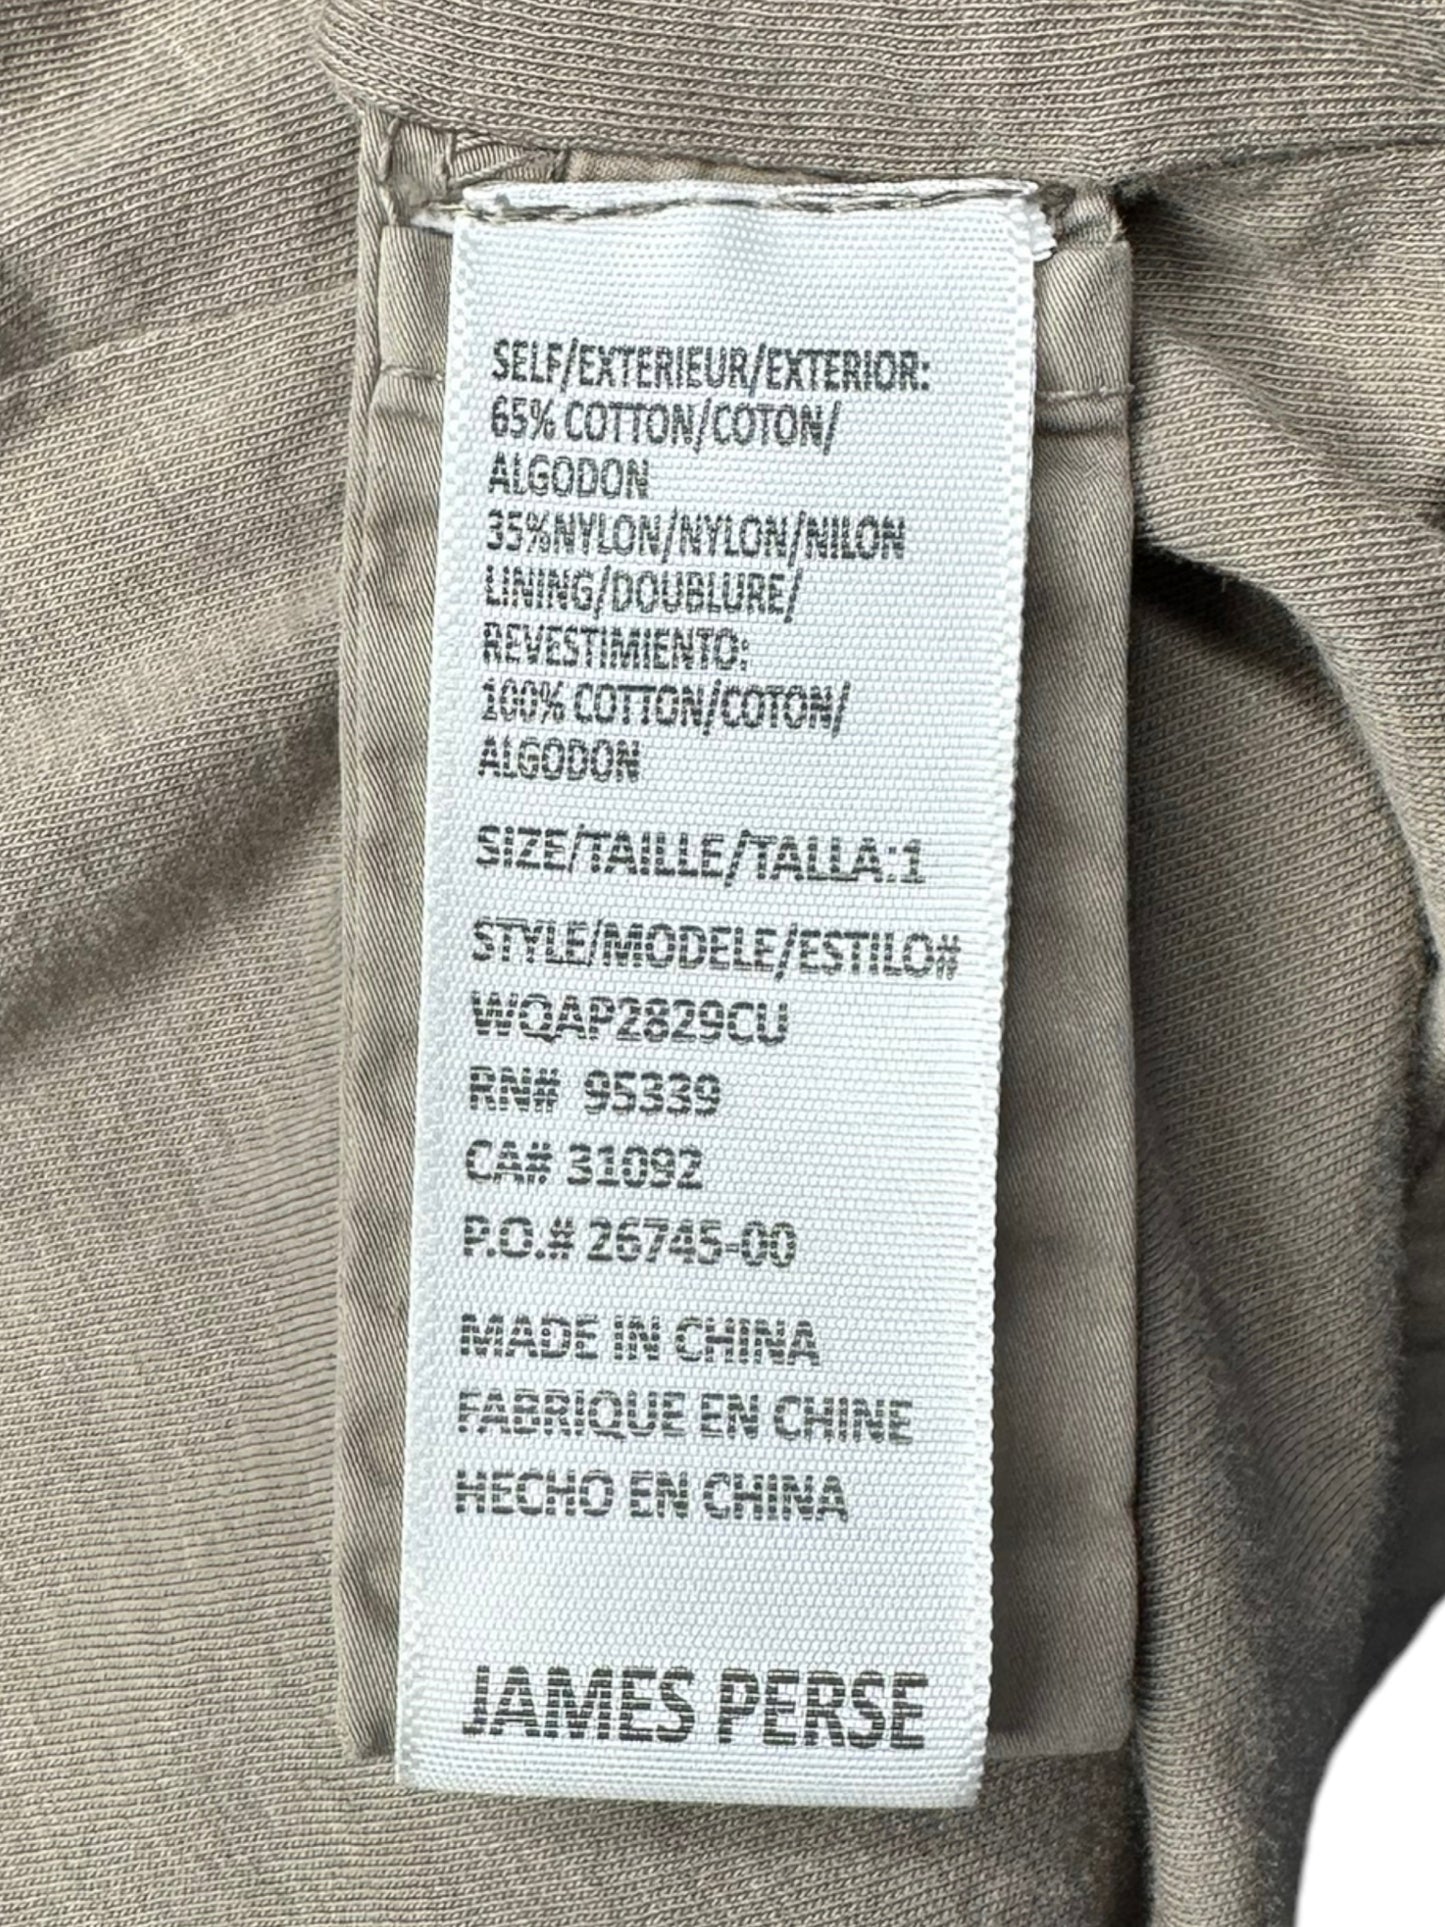 SELF/EXTERIEUR/EXTERIOR:
65% COTTON/COTON/
ALGODON
35%NYLON/NYLON/NILON
LINING/DOUBLURE/
REVESTIMIENTO:
100% COTTON/COTON/
ALGODON
SIZE/TAILLE/TALLA:1
STYLE/MODELE/ESTILO#
WQAP2829CU
RN# 95339
CA# 31092
P.O.# 26745-00
MADE IN CHINA
FABRIQUE EN CHINE
HECHO EN CHINA
JAMES PERSE